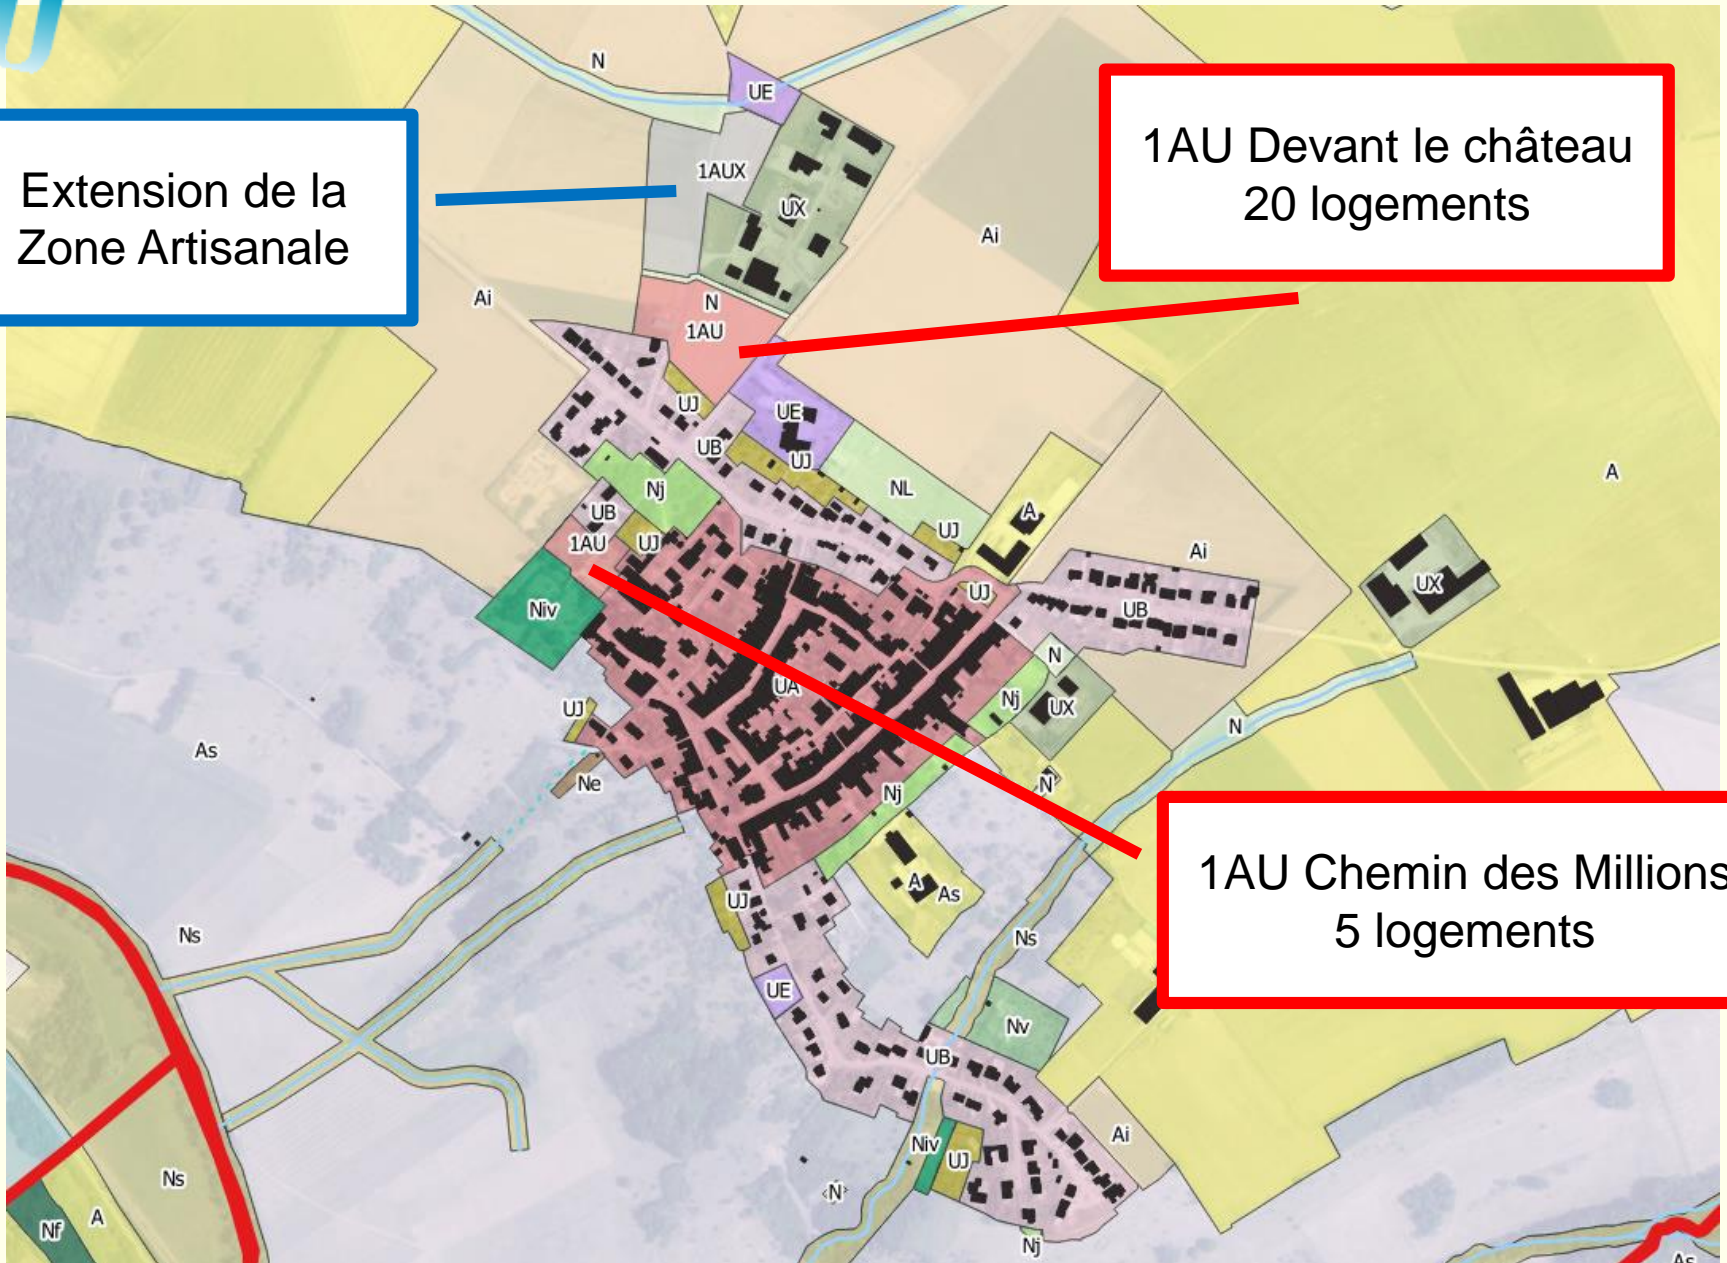 N
UE
1AU Devant le château
20 logements
Extension de la
Zone Artisanale
1AUX
UX
Ai
Ai
N
1AU
UJ
UE
UB
UJ
A
Nj
NL
UB
A
UJ
1AU
UJ
Ai
UX
UJ
Niv
UB
N
UA
Nj
UX
UJ
N
As
Ne
N
Nj
1AU Chemin des Millions
5 logements
A
As
UJ
Ns
Ns
UE
Nv
UB
Ai
Niv
UJ
Ns
N
A
Nf
Nj
As